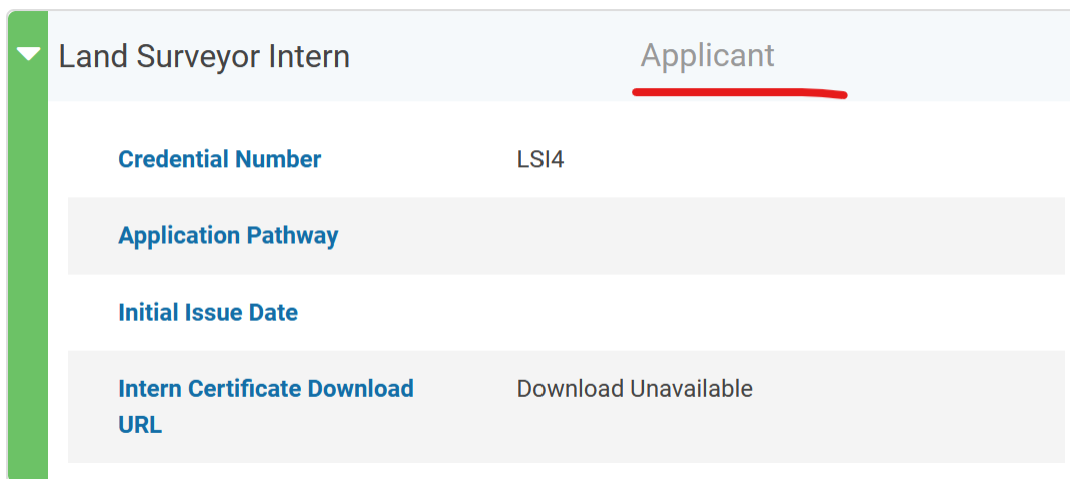 Land Surveyor Intern Applicant
Credential Number LSI4
Application Pathway
Initial Issue Date
Intern Certificate Download Download Unavailable
URL